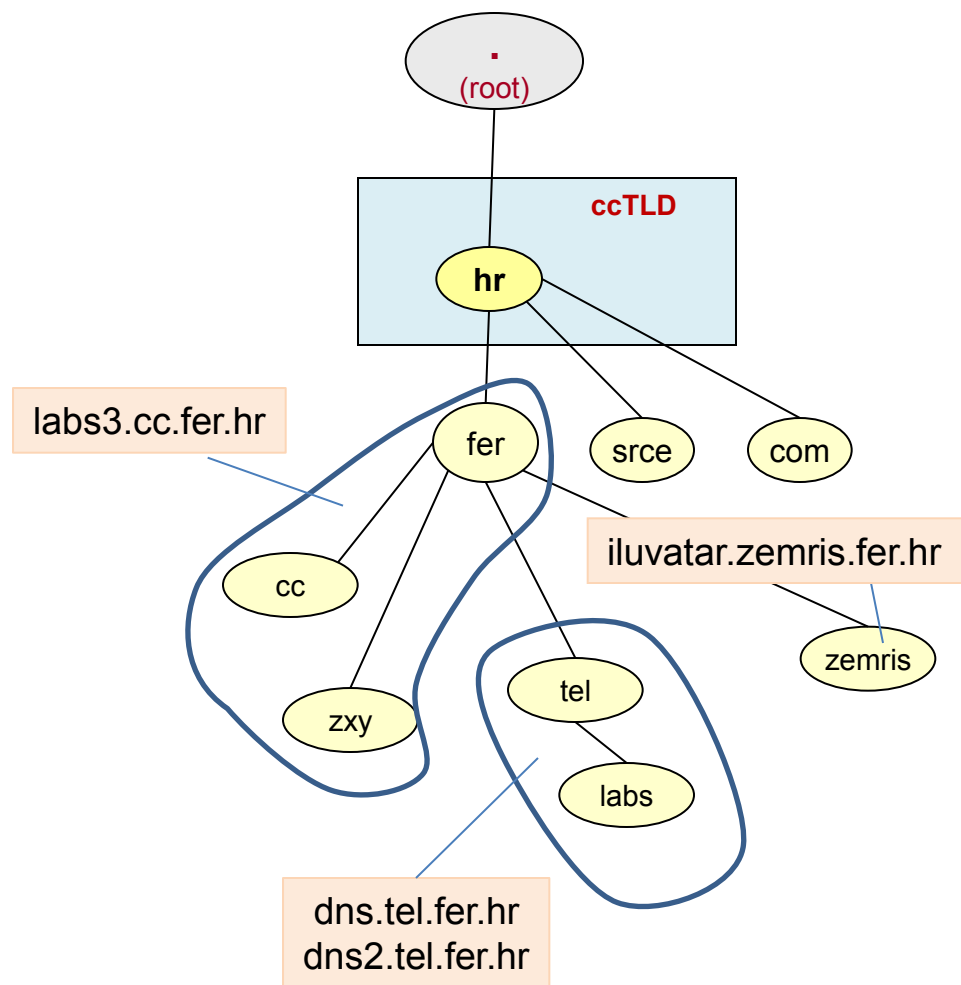 .
(root)
ccTLD
hr
labs3.cc.fer.hr
fer
srce
com
iluvatar.zemris.fer.hr
cc
zemris
tel
zxy
labs
dns.tel.fer.hr
dns2.tel.fer.hr